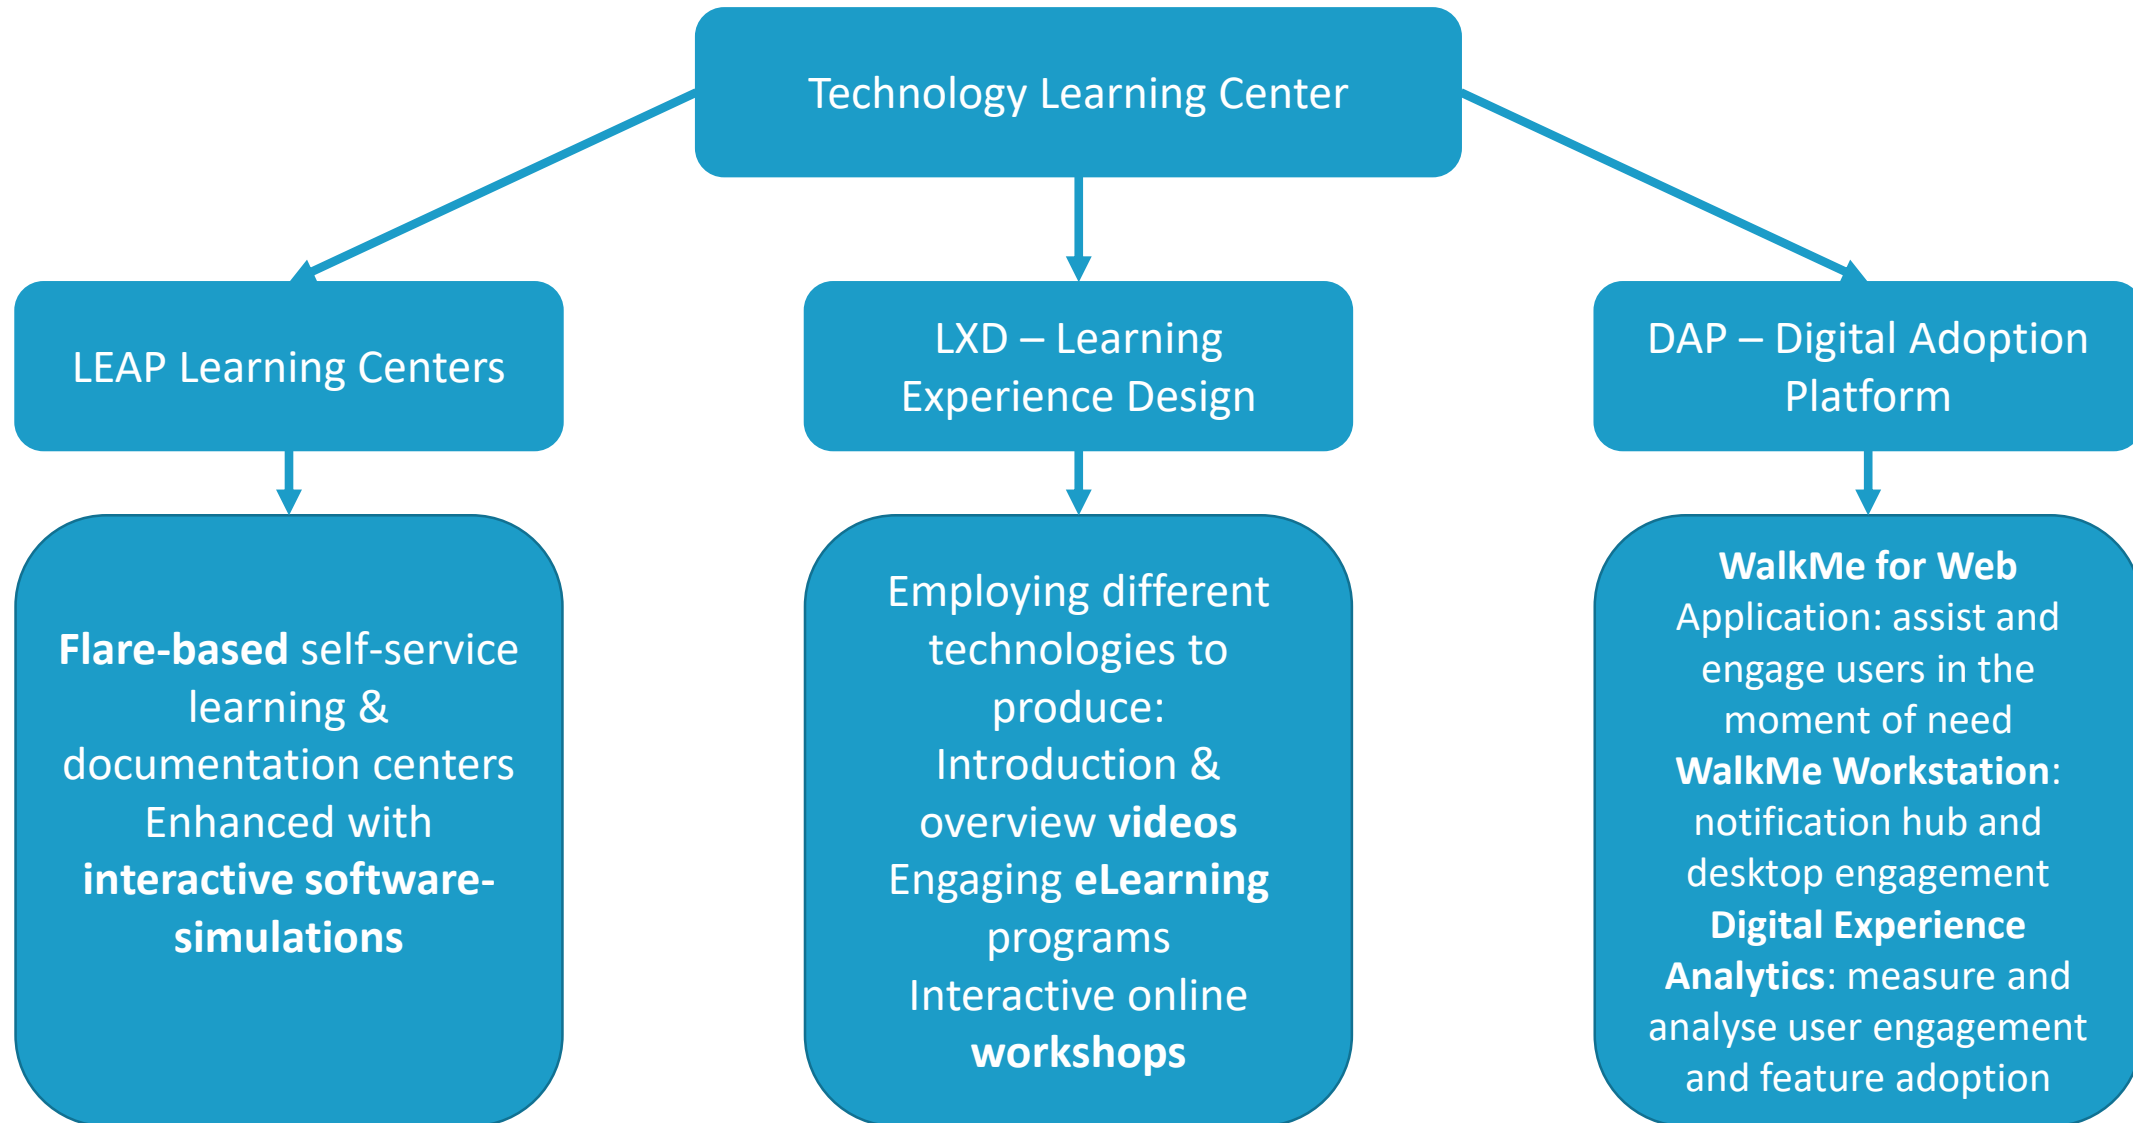 Technology Learning Center
LEAP Learning Centers
LXD – Learning
Experience Design
DAP – Digital Adoption
Platform
Flare-based self-service
learning &
documentation centers
Enhanced with
interactive software-
simulations
Employing different
technologies to
produce:
Introduction &
overview videos
Engaging eLearning
programs
Interactive online
workshops
WalkMe for Web
Application: assist and
engage users in the
moment of need
WalkMe Workstation:
notification hub and
desktop engagement
Digital Experience
Analytics: measure and
analyse user engagement
and feature adoption